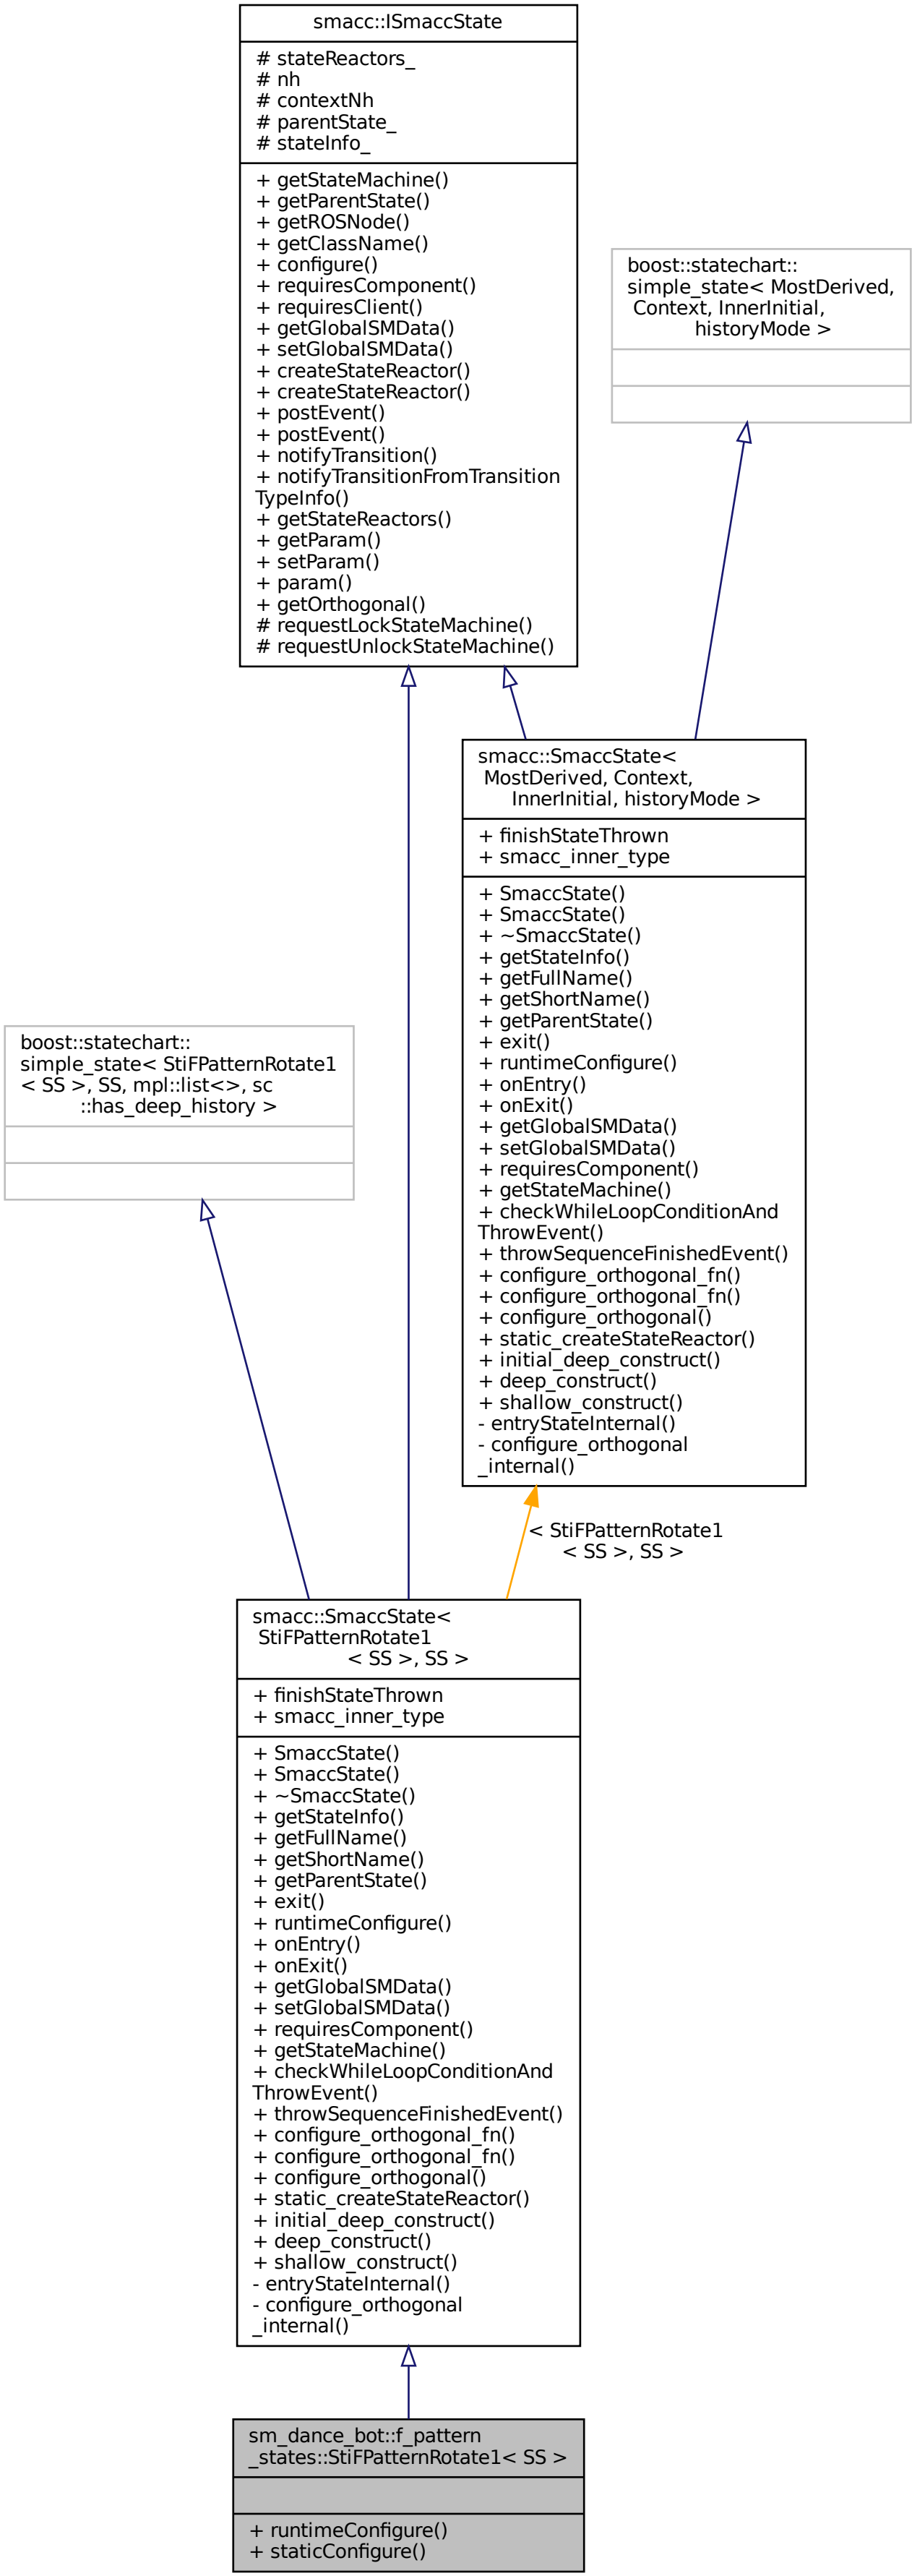 smacc::ISmaccState
# stateReactors_
# nh
# contextNh
# parentState_
# stateInfo_
+ getStateMachine()
+ getParentState()
+ getROSNode()
+ getClassName()
+ configure()
+ requiresComponent()
+ requiresClient()
+ getGlobalSMData()
+ setGlobalSMData()
+ createStateReactor()
+ createStateReactor()
+ postEvent()
+ postEvent()
+ notifyTransition()
+ notifyTransitionFromTransition
TypeInfo()
+ getStateReactors()
+ getParam()
+ setParam()
+ param()
+ getOrthogonal()
# requestLockStateMachine()
# requestUnlockStateMachine()
boost::statechart::
simple_state< MostDerived,
Context, InnerInitial,
historyMode >
smacc::SmaccState<
MostDerived, Context,
InnerInitial, historyMode >
+ finishStateThrown
+ smacc_inner_type
+ SmaccState()
+ SmaccState()
+ ~SmaccState()
+ getStateInfo()
+ getFullName()
+ getShortName()
+ getParentState()
+ exit()
+ runtimeConfigure()
+ onEntry()
+ onExit()
+ getGlobalSMData()
+ setGlobalSMData()
+ requiresComponent()
+ getStateMachine()
+ checkWhileLoopConditionAnd
ThrowEvent()
+ throwSequenceFinishedEvent()
+ configure_orthogonal_fn()
+ configure_orthogonal_fn()
+ configure_orthogonal()
+ static_createStateReactor()
+ initial_deep_construct()
+ deep_construct()
+ shallow_construct()
- entryStateInternal()
- configure_orthogonal
_internal()
boost::statechart::
simple_state< StiFPatternRotate1
< SS >, SS, mpl::list<>, sc
::has_deep_history >
< StiFPatternRotate1
< SS >, SS >
smacc::SmaccState<
StiFPatternRotate1
< SS >, SS >
+ finishStateThrown
+ smacc_inner_type
+ SmaccState()
+ SmaccState()
+ ~SmaccState()
+ getStateInfo()
+ getFullName()
+ getShortName()
+ getParentState()
+ exit()
+ runtimeConfigure()
+ onEntry()
+ onExit()
+ getGlobalSMData()
+ setGlobalSMData()
+ requiresComponent()
+ getStateMachine()
+ checkWhileLoopConditionAnd
ThrowEvent()
+ throwSequenceFinishedEvent()
+ configure_orthogonal_fn()
+ configure_orthogonal_fn()
+ configure_orthogonal()
+ static_createStateReactor()
+ initial_deep_construct()
+ deep_construct()
+ shallow_construct()
- entryStateInternal()
- configure_orthogonal
_internal()
sm_dance_bot::f_pattern
_states::StiFPatternRotate1< SS >
+ runtimeConfigure()
+ staticConfigure()